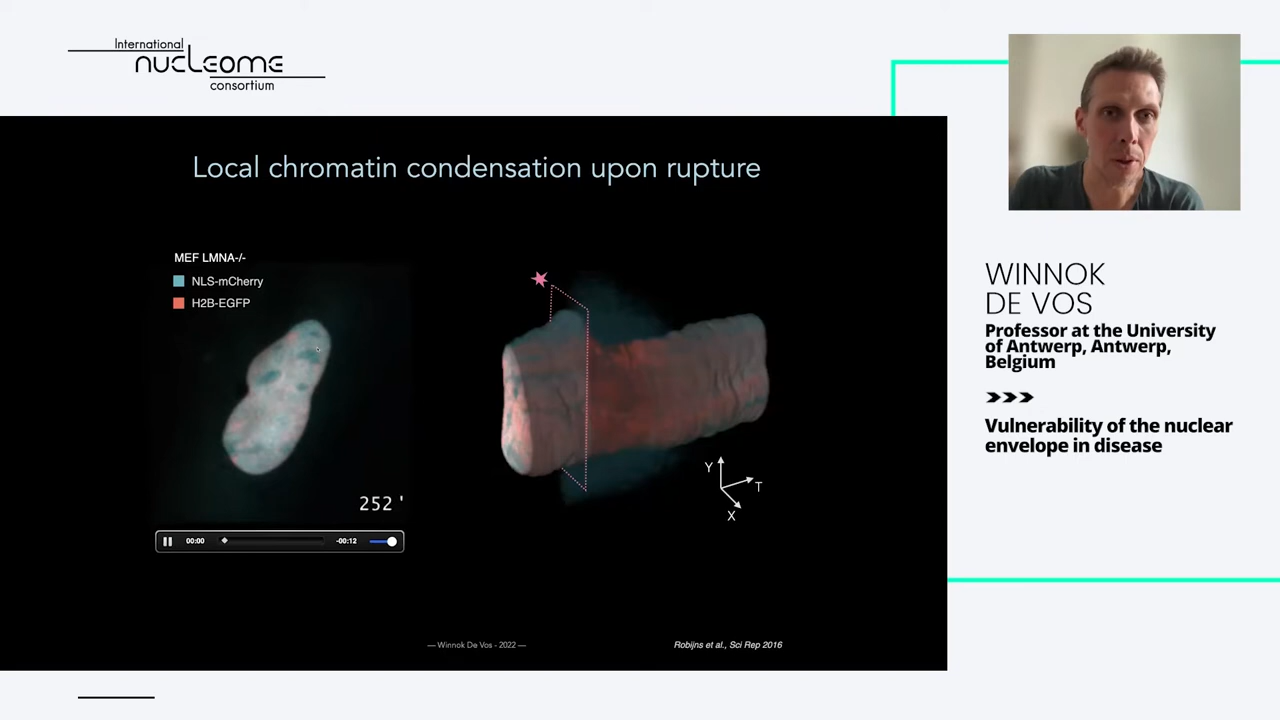 International
nucleome
consortium
Local chromatin condensation upon rupture
MEF LMNA-/-
NLS-mCherry
H2B-EGFP
252 '
00:00
-00:12
Y
T
X
— Winnok De Vos - 2022 —
Robijns et al., Sci Rep 2016
WINNOK
DE VOS
Professor at the University
of Antwerp, Antwerp,
Belgium
Vulnerability of the nuclear
envelope in disease